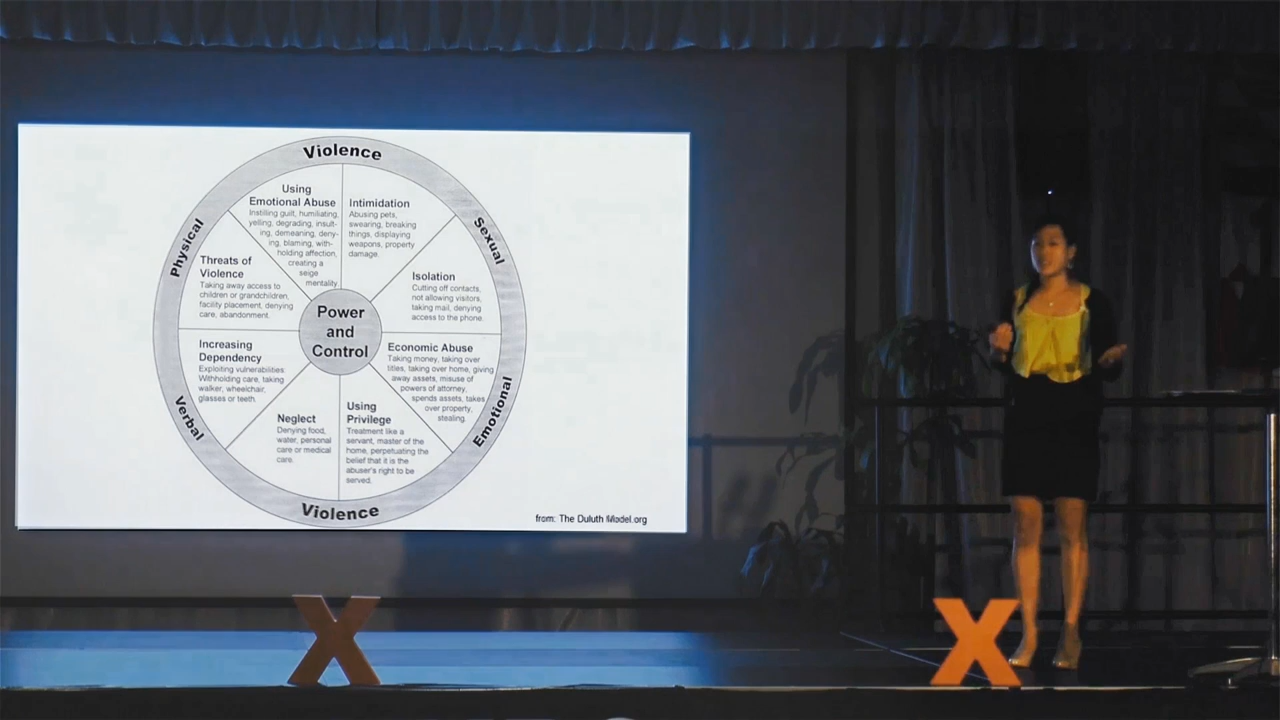 Violence
Physical
Sexual
Verbal
Emotional
Violence
Power
and
Control
Using
Emotional Abuse
Instilling guilt, humiliating,
yelling, degrading, insult-
ing, demeaning, deny-
ing, blaming, with-
holding affection,
creating a
seige
mentality
Intimidation
Abusing pets,
swearing, breaking
things, displaying
weapons, property
damage.
Isolation
Cutting off contacts,
not allowing visitors,
taking mail, denying
access to the phone.
Economic Abuse
Taking money, taking over
titles, taking over home, giving
away assets, misuse of
powers of attorney,
spends assets, takes
over property,
stealing.
Using
Privilege
Treatment like a
servant, master of the
home, perpetuating the
belief that it is the
abuser's right to be
served.
Neglect
Denying food,
water, personal
care or medical
care.
Increasing
Dependency
Exploiting vulnerabilities:
Withholding care, taking
walker, wheelchair,
glasses or teeth.
Threats of
Violence
Taking away access to
children or grandchildren,
facility placement, denying
care, abandonment.
from: The Duluth Model.org
X
X